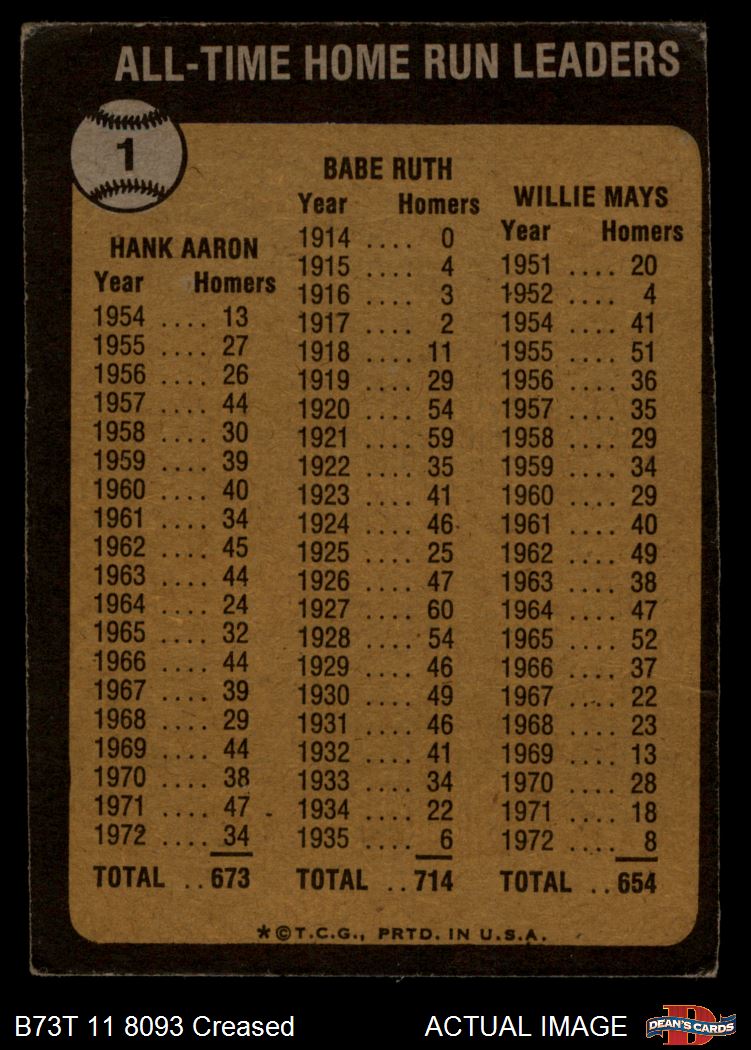 ALL-TIME HOME RUN LEADERS
1
HANK AARON
Year Homers
1954 .... 13
1955 .... 27
1956 .... 26
1957 .... 44
1958 .... 30
1959 .... 39
1960 .... 40
1961 .... 34
1962 .... 45
1963 .... 44
1964 .... 24
1965 .... 32
1966 .... 44
1967 .... 39
1968 .... 29
1969 .... 44
1970 .... 38
1971 .... 47
1972 .... 34
TOTAL ..673
BABE RUTH
Year Homers
1914 .... 0
1915 .... 4
1916 .... 3
1917 .... 2
1918 .... 11
1919 .... 29
1920 .... 54
1921 .... 59
1922 .... 35
1923 .... 41
1924 .... 46
1925 .... 25
1926 .... 47
1927 .... 60
1928 .... 54
1929 .... 46
1930 .... 49
1931 .... 46
1932 .... 41
1933 .... 34
1934 .... 22
1935 .... 6
TOTAL ..714
WILLIE MAYS
Year Homers
1951 .... 20
1952 .... 4
1954 .... 41
1955 .... 51
1956 .... 36
1957 .... 35
1958 .... 29
1959 .... 34
1960 .... 29
1961 .... 40
1962 .... 49
1963 .... 38
1964 .... 47
1965 .... 52
1966 .... 37
1967 .... 22
1968 .... 23
1969 .... 13
1970 .... 28
1971 .... 18
1972 .... 8
TOTAL ..654
*©T.C.G., PRTD. IN U.S.A.
B73T 11 8093 Creased
ACTUAL IMAGE
D
DEAN'S CARDS